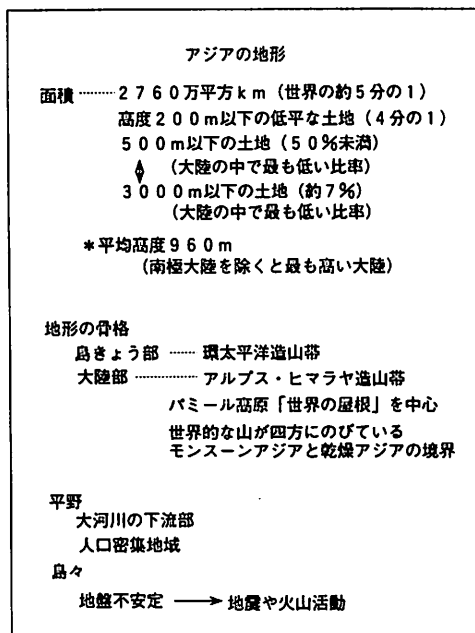 アジアの地形
面積………２７６０万平方ｋｍ（世界の約５分の１）
高度２００ｍ以下の低平な土地（４分の１）
５００ｍ以下の土地（５０％未満）
（大陸の中で最も低い比率）
３０００ｍ以下の土地（約７％）
（大陸の中で最も低い比率）
＊平均高度９６０ｍ
（南極大陸を除くと最も高い大陸）
地形の骨格
島きょう部……環太平洋造山帯
大陸部……………アルプス・ヒマラヤ造山帯
パミール高原「世界の屋根」を中心
世界的な山が四方にのびている
モンスーンアジアと乾燥アジアの境界
平野
大河川の下流部
人口密集地域
島々
地盤不安定 ⟶ 地震や火山活動